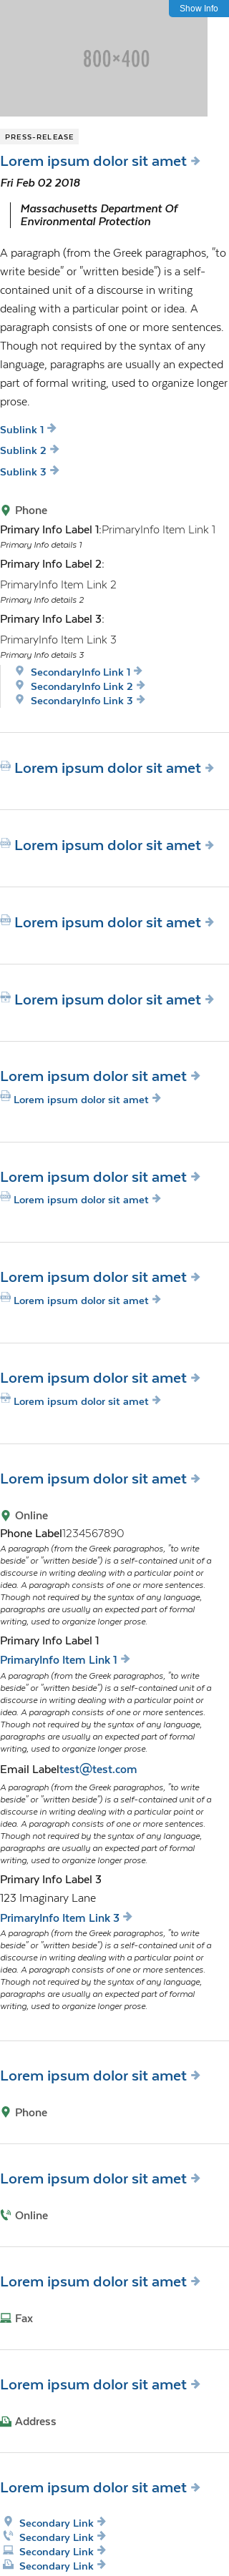 Show Info
800×400
PRESS-RELEASE
Lorem ipsum dolor sit amet
Fri Feb 02 2018
Massachusetts Department Of
Environmental Protection
A paragraph (from the Greek paragraphos, "to
write beside" or "written beside") is a self-
contained unit of a discourse in writing
dealing with a particular point or idea. A
paragraph consists of one or more sentences.
Though not required by the syntax of any
language, paragraphs are usually an expected
part of formal writing, used to organize longer
prose.
Sublink 1
Sublink 2
Sublink 3
Phone
Primary Info Label 1:PrimaryInfo Item Link 1
Primary Info details 1
Primary Info Label 2:
PrimaryInfo Item Link 2
Primary Info details 2
Primary Info Label 3:
PrimaryInfo Item Link 3
Primary Info details 3
SecondaryInfo Link 1
SecondaryInfo Link 2
SecondaryInfo Link 3
Lorem ipsum dolor sit amet
Lorem ipsum dolor sit amet
Lorem ipsum dolor sit amet
Lorem ipsum dolor sit amet
Lorem ipsum dolor sit amet
Lorem ipsum dolor sit amet
Lorem ipsum dolor sit amet
Lorem ipsum dolor sit amet
Lorem ipsum dolor sit amet
Lorem ipsum dolor sit amet
Lorem ipsum dolor sit amet
Lorem ipsum dolor sit amet
Lorem ipsum dolor sit amet
Online
Phone Label1234567890
A paragraph (from the Greek paragraphos, "to write
beside" or "written beside") is a self-contained unit of a
discourse in writing dealing with a particular point or
idea. A paragraph consists of one or more sentences.
Though not required by the syntax of any language,
paragraphs are usually an expected part of formal
writing, used to organize longer prose.
Primary Info Label 1
PrimaryInfo Item Link 1
A paragraph (from the Greek paragraphos, "to write
beside" or "written beside") is a self-contained unit of a
discourse in writing dealing with a particular point or
idea. A paragraph consists of one or more sentences.
Though not required by the syntax of any language,
paragraphs are usually an expected part of formal
writing, used to organize longer prose.
Email Labeltest@test.com
A paragraph (from the Greek paragraphos, "to write
beside" or "written beside") is a self-contained unit of a
discourse in writing dealing with a particular point or
idea. A paragraph consists of one or more sentences.
Though not required by the syntax of any language,
paragraphs are usually an expected part of formal
writing, used to organize longer prose.
Primary Info Label 3
123 Imaginary Lane
PrimaryInfo Item Link 3
A paragraph (from the Greek paragraphos, "to write
beside" or "written beside") is a self-contained unit of a
discourse in writing dealing with a particular point or
idea. A paragraph consists of one or more sentences.
Though not required by the syntax of any language,
paragraphs are usually an expected part of formal
writing, used to organize longer prose.
Lorem ipsum dolor sit amet
Phone
Lorem ipsum dolor sit amet
Online
Lorem ipsum dolor sit amet
Fax
Lorem ipsum dolor sit amet
Address
Lorem ipsum dolor sit amet
Secondary Link
Secondary Link
Secondary Link
Secondary Link